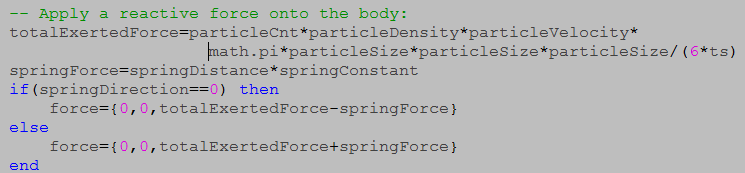 -- Apply a reactive force onto the body:
totalExertedForce=particleCnt*particleDensity*particleVelocity*
math.pi*particleSize*particleSize*particleSize/(6*ts)
springForce=springDistance*springConstant
if(springDirection==0) then
force={0,0,totalExertedForce-springForce}
else
force={0,0,totalExertedForce+springForce}
end